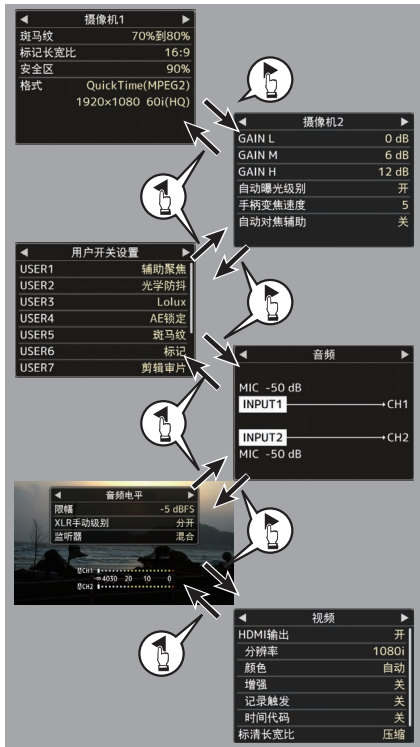 摄像机1
斑马纹 70%到80%
标记长宽比 16:9
安全区 90%
格式 QuickTime(MPEG2)
1920×1080 60i(HQ)
摄像机2
GAIN L 0 dB
GAIN M 6 dB
GAIN H 12 dB
自动曝光级别 开
手柄变焦速度 5
自动对焦辅助 关
用户开关设置
USER1 辅助聚焦
USER2 光学防抖
USER3 Lolux
USER4 AE锁定
USER5 斑马纹
USER6 标记
USER7 剪辑审片
音频
MIC -50 dB
INPUT1 CH1
INPUT2 CH2
MIC -50 dB
音频电平
限幅 -5 dBFS
XLR手动级别 分开
监听器 混合
CH1
-∞ 40 30 20 10 0
CH2
视频
HDMI输出 开
分辨率 1080i
颜色 自动
增强 关
记录触发 关
时间代码 关
标清长宽比 压缩